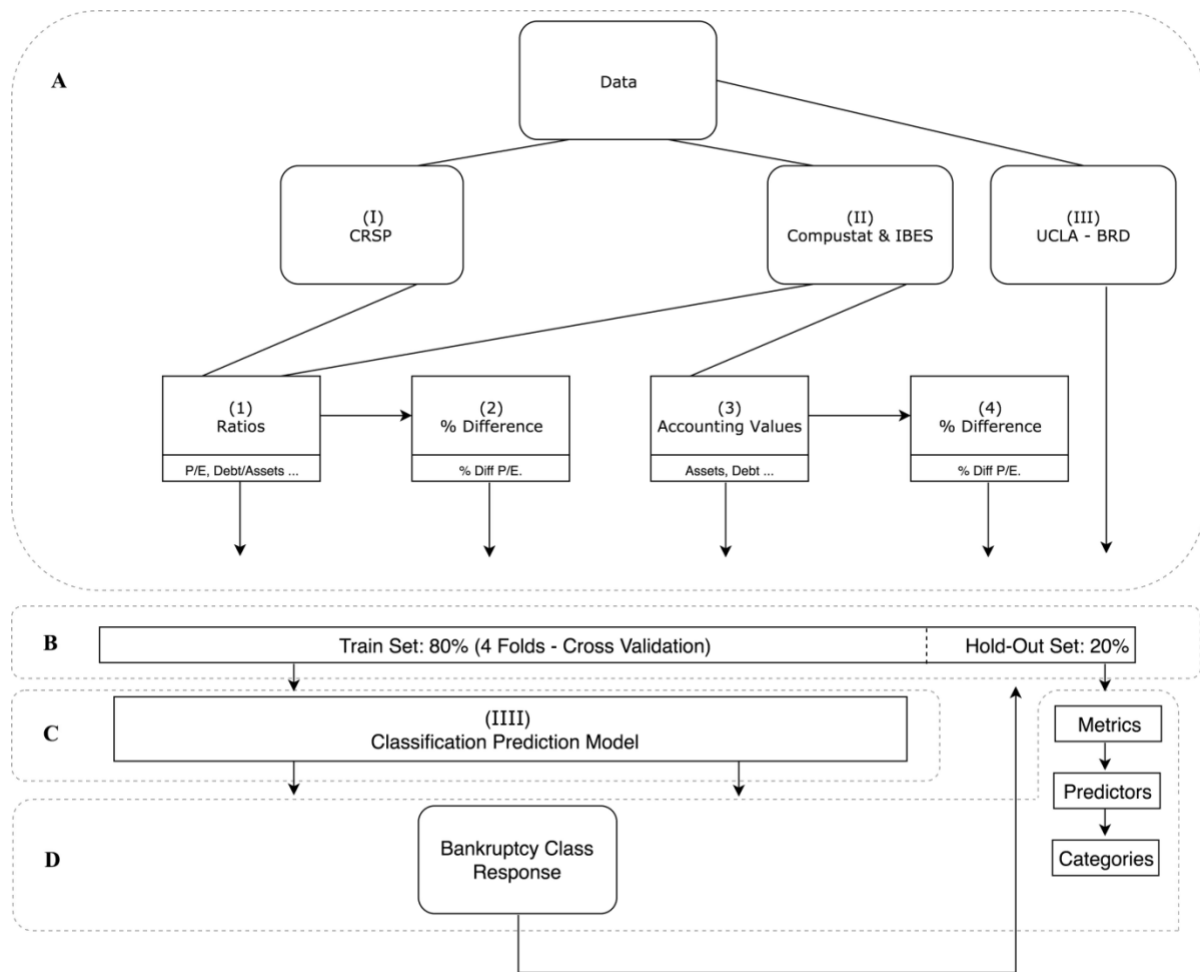 A
Data
(I)
CRSP
(II)
Compustat & IBES
(III)
UCLA - BRD
(1)
Ratios
P/E, Debt/Assets ...
(2)
% Difference
% Diff P/E.
(3)
Accounting Values
Assets, Debt ...
(4)
% Difference
% Diff P/E.
B
Train Set: 80% (4 Folds - Cross Validation)
Hold-Out Set: 20%
C
(IIII)
Classification Prediction Model
Metrics
Predictors
Categories
D
Bankruptcy Class
Response